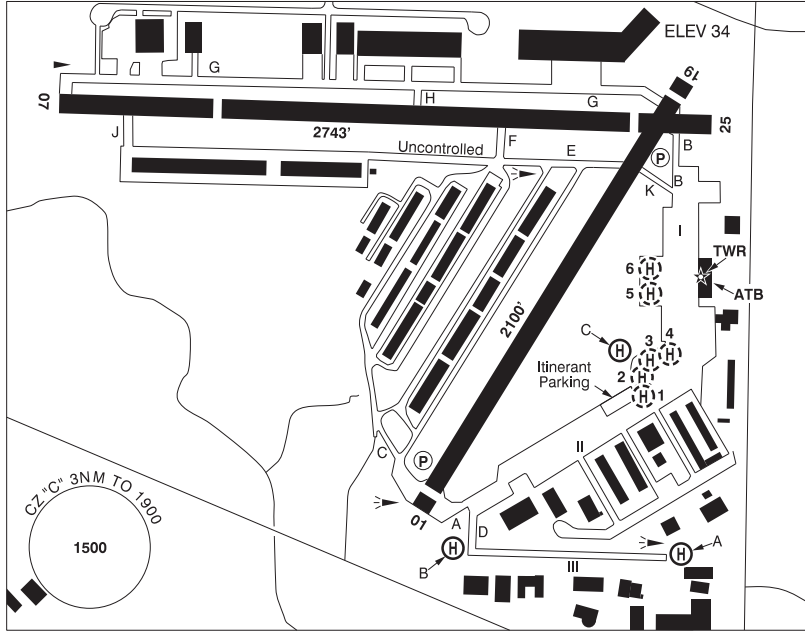 ELEV 34
19
G
07
H
G
25
J
2743'
Uncontrolled
F
E
P
B
B
K
I
TWR
6 H
5 H
ATB
2100'
C
H
3
4
H
H
Itinerant
Parking
2 H
H 1
II
C
P
01
A
D
H
B
III
H
A
CZ "C" 3NM TO 1900
1500